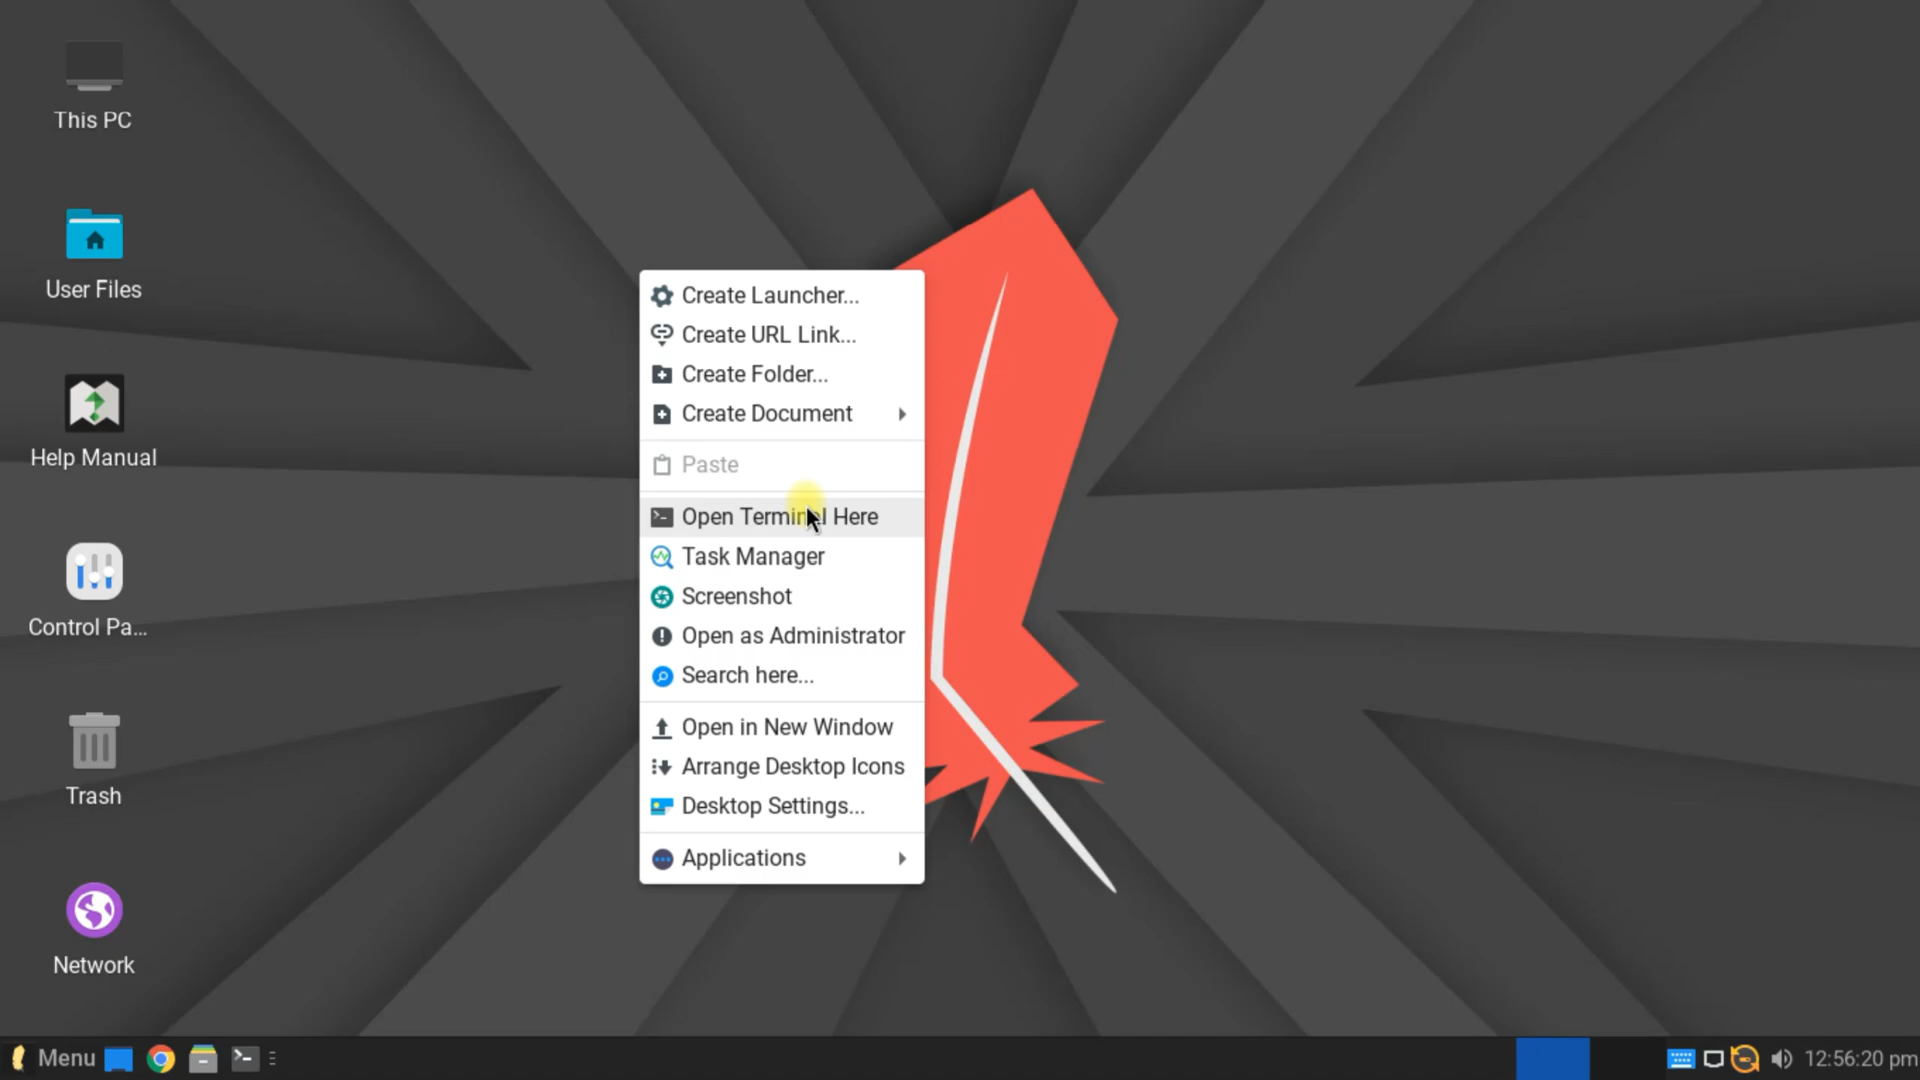 This PC
User Files
Help Manual
Control Pa...
Trash
Network
Create Launcher...
Create URL Link...
Create Folder...
Create Document
Paste
Open Terminal Here
Task Manager
Screenshot
Open as Administrator
Search here...
Open in New Window
Arrange Desktop Icons
Desktop Settings...
Applications
Menu
12:56:20 pm